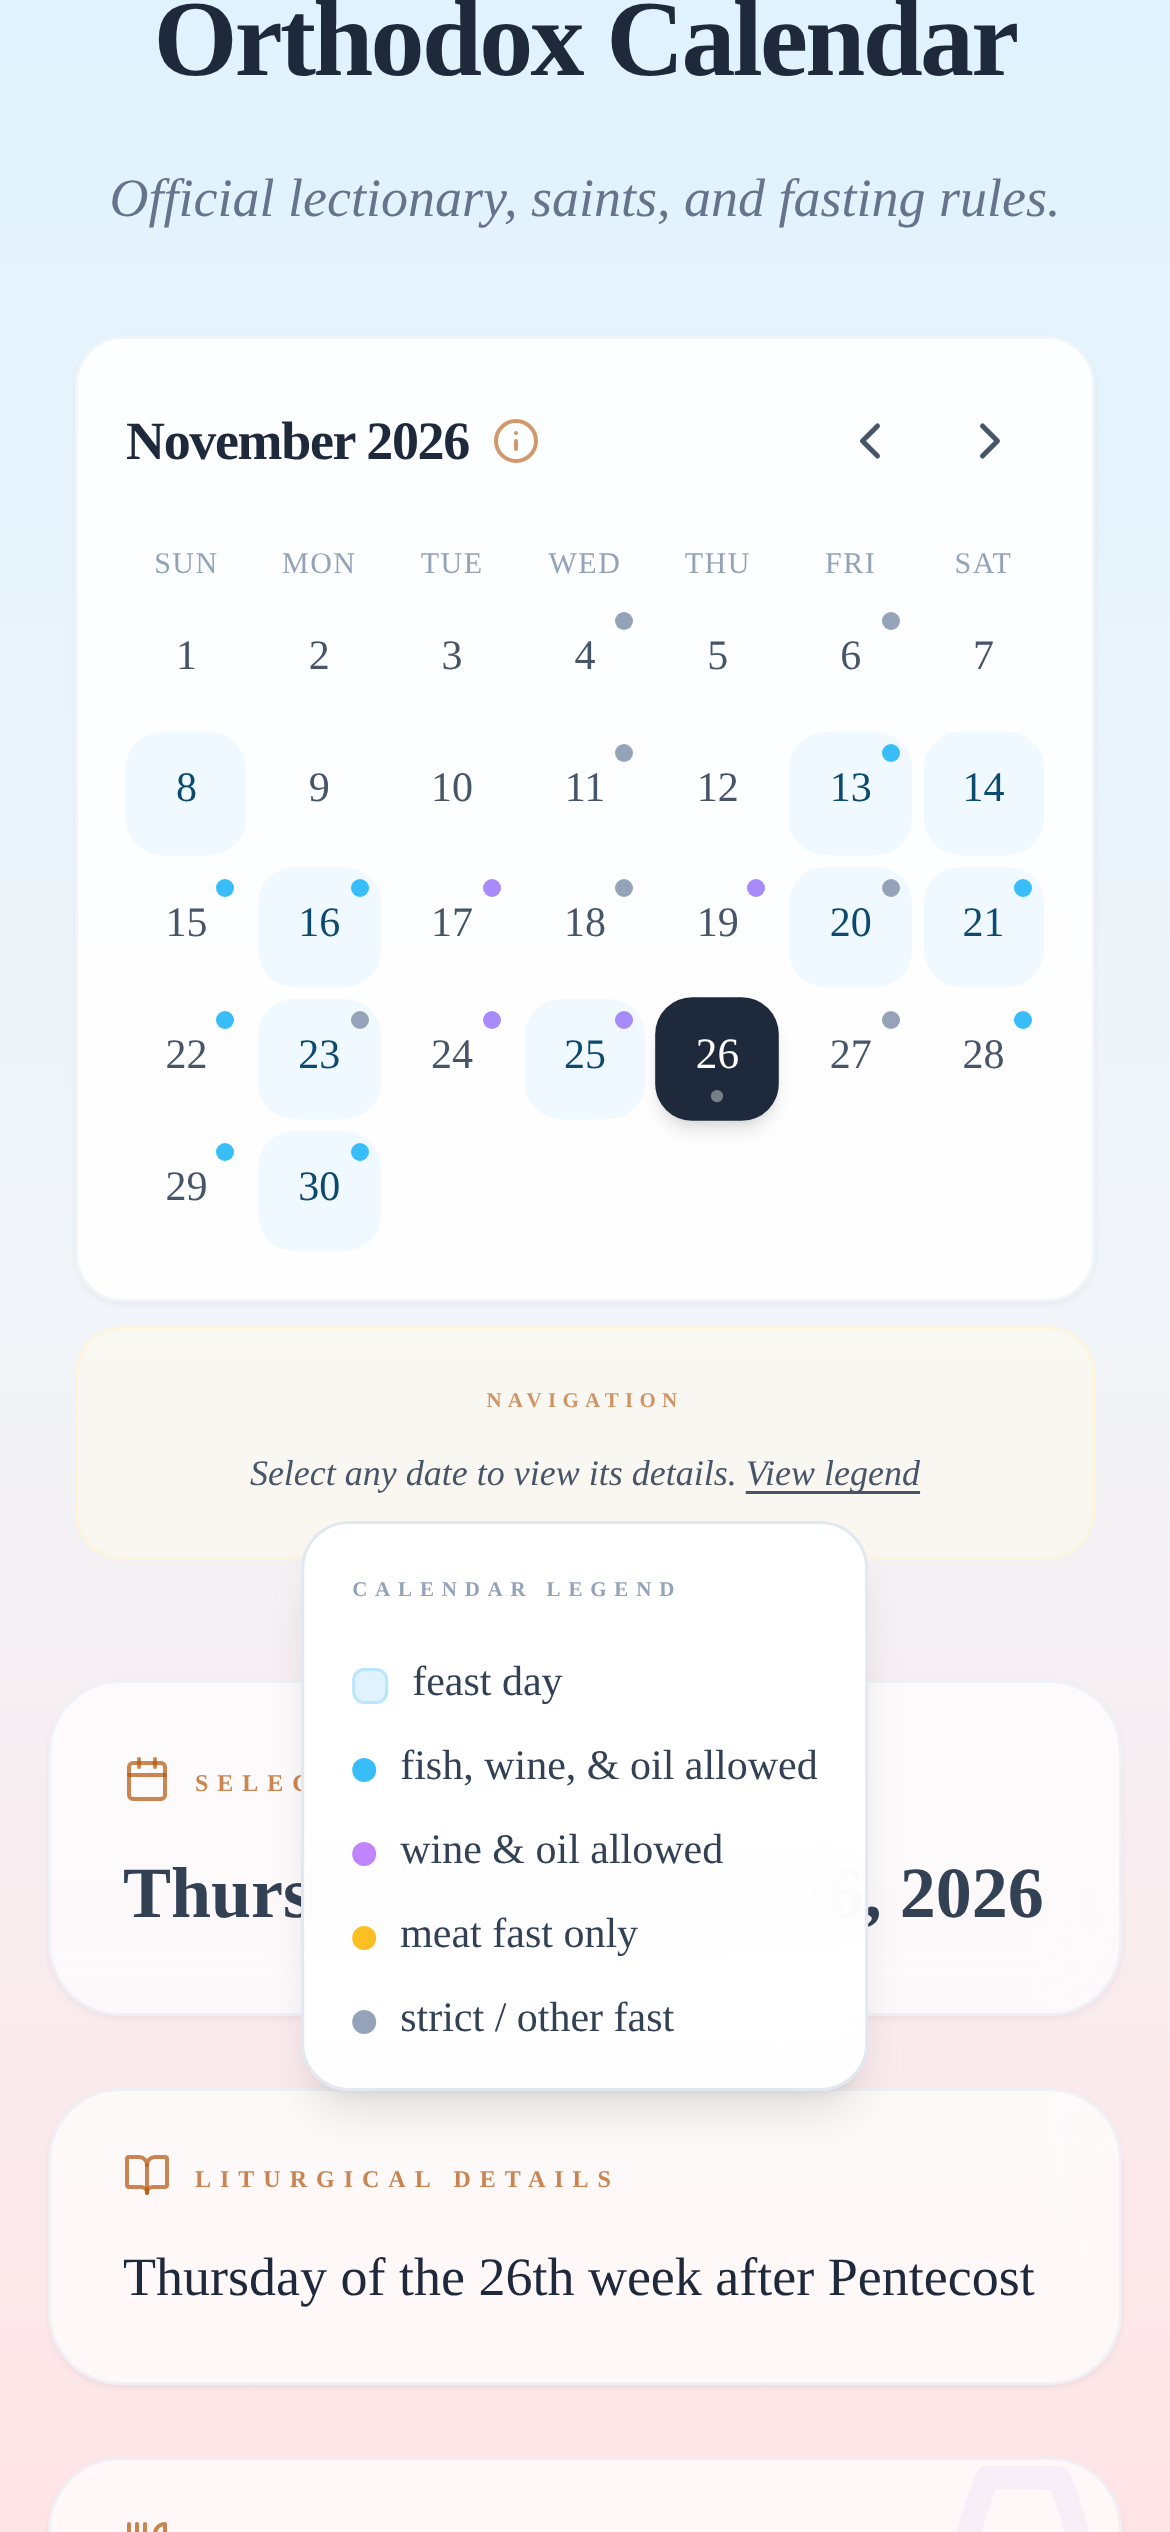 Orthodox Calendar
Official lectionary, saints, and fasting rules.
November 2026
SUN MON TUE WED THU FRI SAT
1 2 3 4 5 6 7
8 9 10 11 12 13 14
15 16 17 18 19 20 21
22 23 24 25 26 27 28
29 30
NAVIGATION
Select any date to view its details. View legend
CALENDAR LEGEND
feast day
fish, wine, & oil allowed
wine & oil allowed
meat fast only
strict / other fast
, 2026
LITURGICAL DETAILS
Thursday of the 26th week after Pentecost